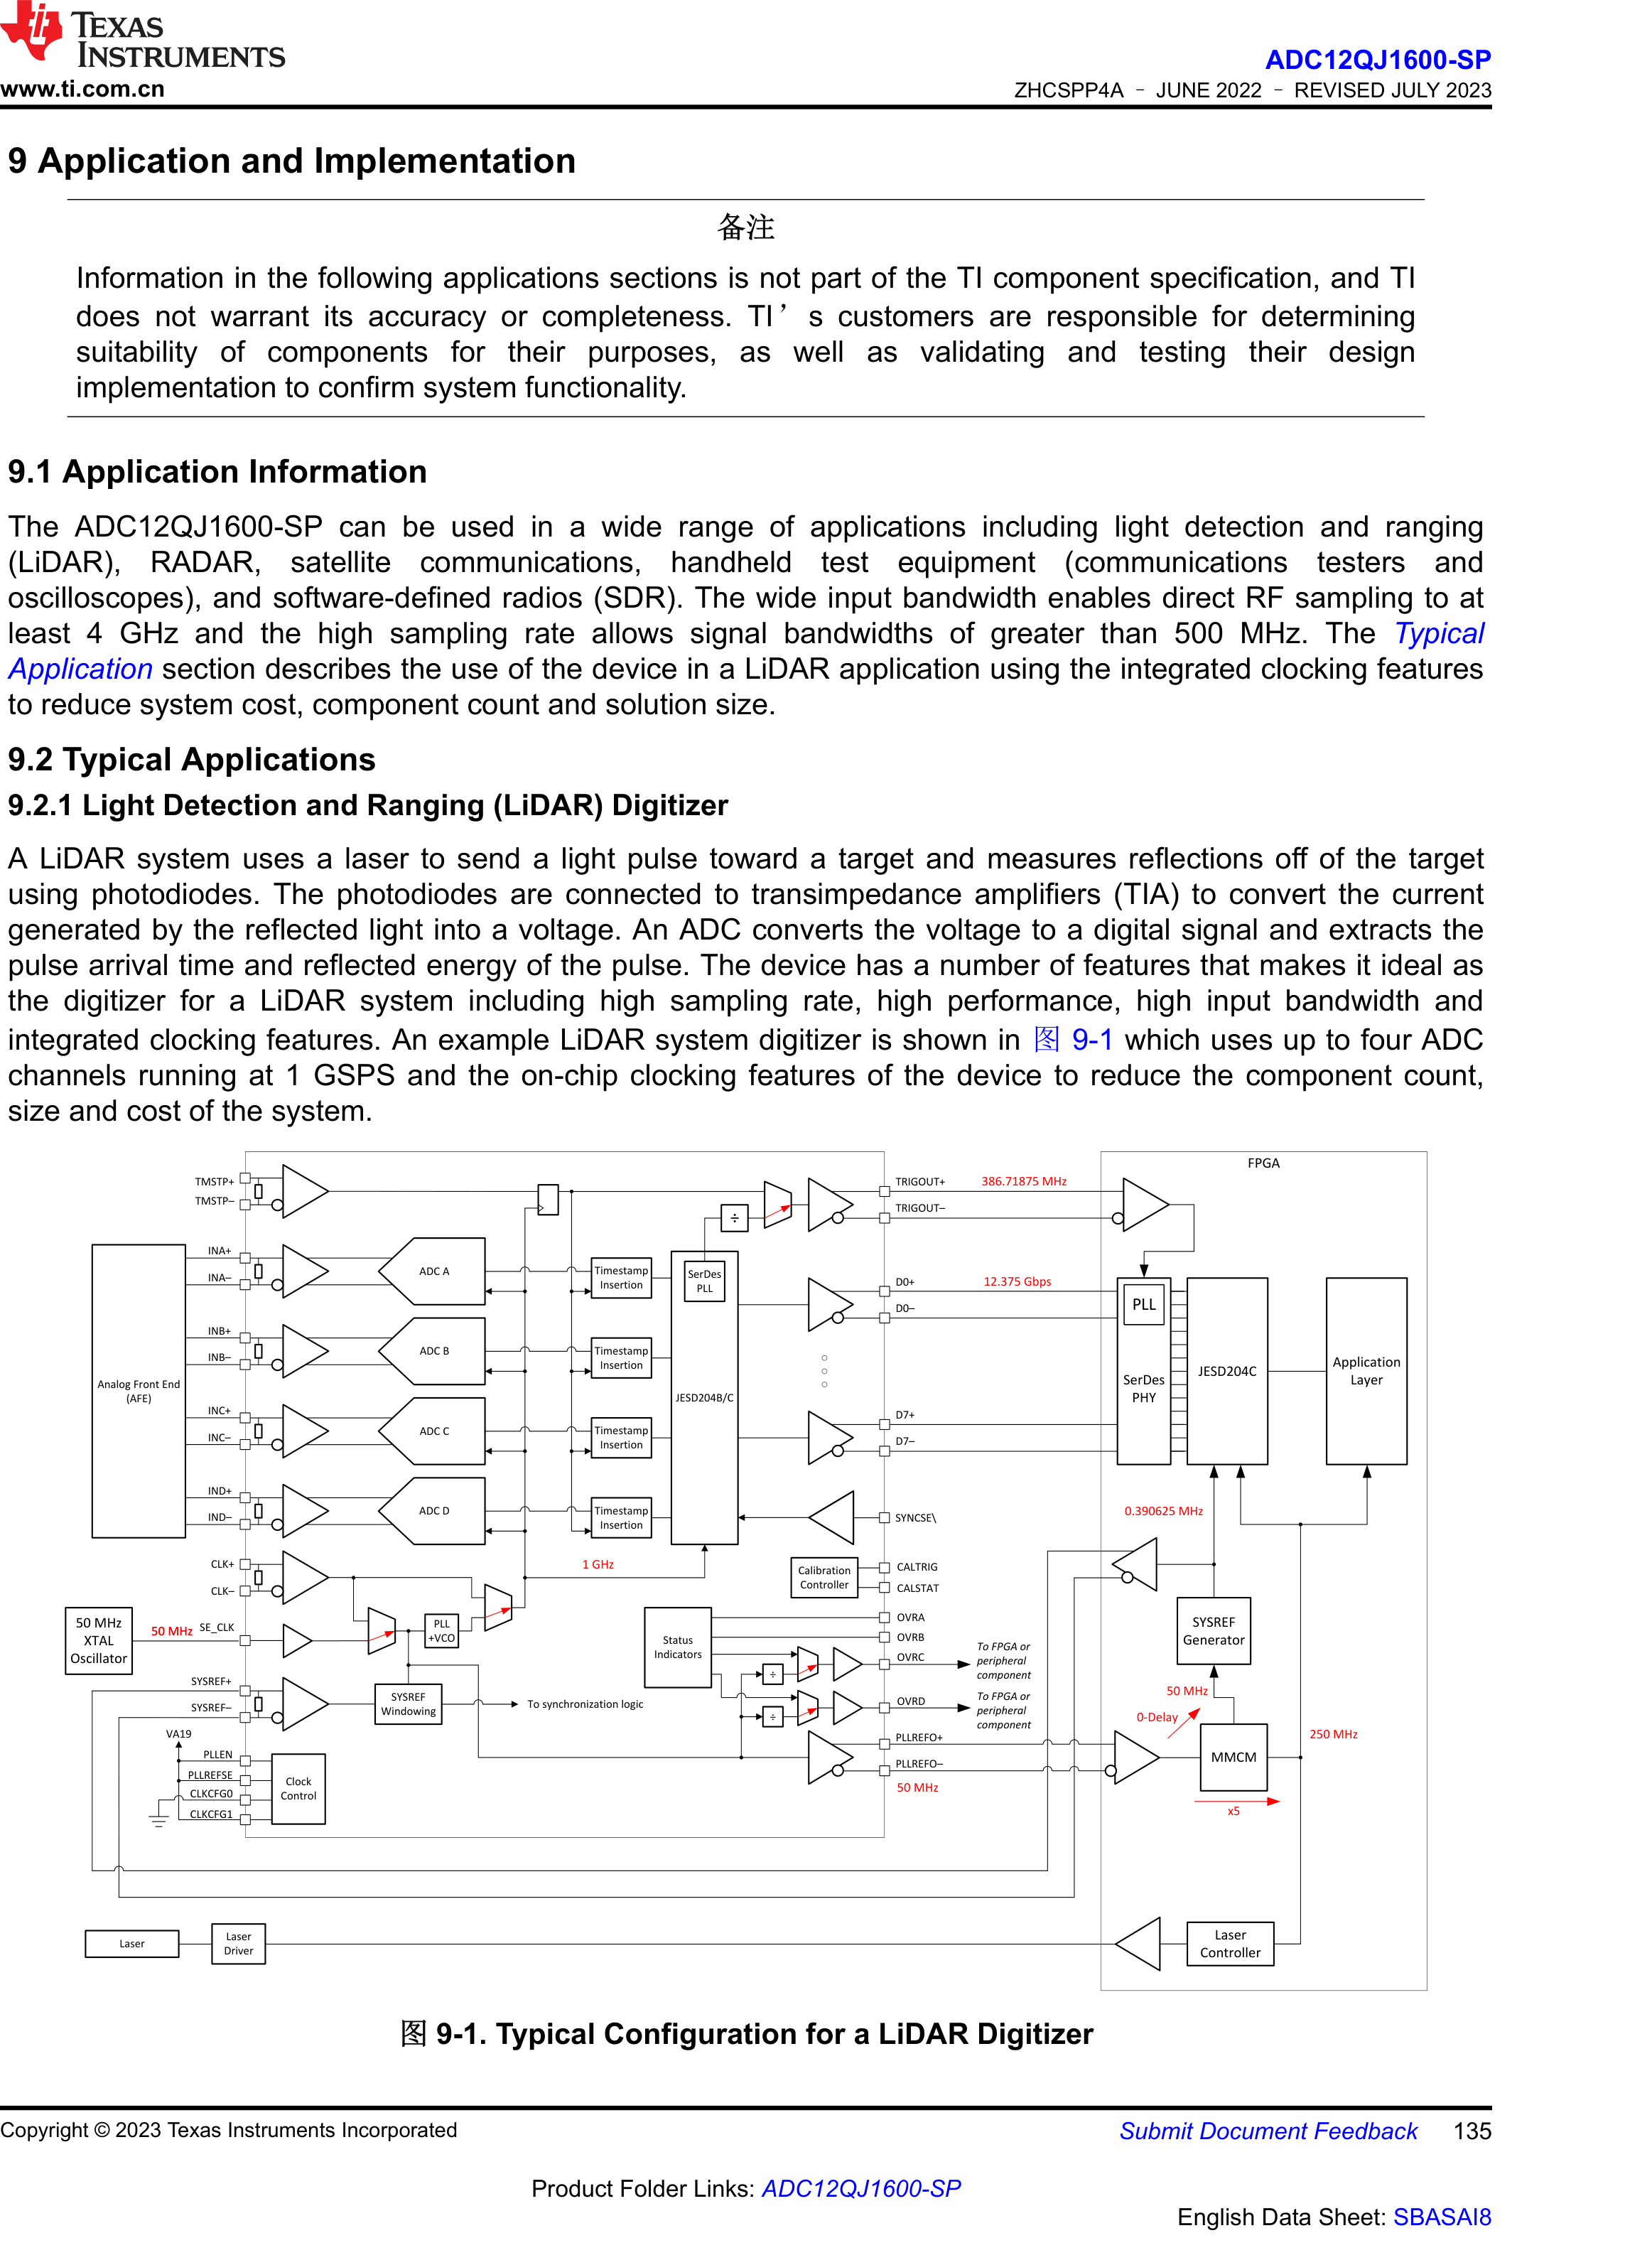 TEXAS
INSTRUMENTS
www.ti.com.cn
ADC12QJ1600-SP
ZHCSPP4A – JUNE 2022 – REVISED JULY 2023
9 Application and Implementation
备注
Information in the following applications sections is not part of the TI component specification, and TI
does not warrant its accuracy or completeness. TI’s customers are responsible for determining
suitability of components for their purposes, as well as validating and testing their design
implementation to confirm system functionality.
9.1 Application Information
The ADC12QJ1600-SP can be used in a wide range of applications including light detection and ranging
(LiDAR), RADAR, satellite communications, handheld test equipment (communications testers and
oscilloscopes), and software-defined radios (SDR). The wide input bandwidth enables direct RF sampling to at
least 4 GHz and the high sampling rate allows signal bandwidths of greater than 500 MHz. The Typical
Application section describes the use of the device in a LiDAR application using the integrated clocking features
to reduce system cost, component count and solution size.
9.2 Typical Applications
9.2.1 Light Detection and Ranging (LiDAR) Digitizer
A LiDAR system uses a laser to send a light pulse toward a target and measures reflections off of the target
using photodiodes. The photodiodes are connected to transimpedance amplifiers (TIA) to convert the current
generated by the reflected light into a voltage. An ADC converts the voltage to a digital signal and extracts the
pulse arrival time and reflected energy of the pulse. The device has a number of features that makes it ideal as
the digitizer for a LiDAR system including high sampling rate, high performance, high input bandwidth and
integrated clocking features. An example LiDAR system digitizer is shown in 图 9-1 which uses up to four ADC
channels running at 1 GSPS and the on-chip clocking features of the device to reduce the component count,
size and cost of the system.
FPGA
TMSTP+
TMSTP–
TRIGOUT+
386.71875 MHz
TRIGOUT–
÷
Analog Front End
(AFE)
INA+
INA–
ADC A
Timestamp
Insertion
INB+
INB–
ADC B
Timestamp
Insertion
INC+
INC–
ADC C
Timestamp
Insertion
IND+
IND–
ADC D
Timestamp
Insertion
SerDes
PLL
JESD204B/C
D0+
12.375 Gbps
D0–
D7+
D7–
SYNCSE\
PLL
SerDes
PHY
JESD204C
Application
Layer
0.390625 MHz
CLK+
CLK–
1 GHz
Calibration
Controller
CALTRIG
CALSTAT
50 MHz
XTAL
Oscillator
50 MHz
SE_CLK
PLL
+VCO
Status
Indicators
OVRA
OVRB
OVRC
OVRD
÷
÷
To FPGA or
peripheral
component
To FPGA or
peripheral
component
SYSREF
Generator
SYSREF+
SYSREF–
SYSREF
Windowing
To synchronization logic
50 MHz
0-Delay
MMCM
250 MHz
x5
PLLREFO+
PLLREFO–
50 MHz
VA19
PLLEN
PLLREFSE
CLKCFG0
CLKCFG1
Clock
Control
Laser
Laser
Driver
Laser
Controller
图 9-1. Typical Configuration for a LiDAR Digitizer
Copyright © 2023 Texas Instruments Incorporated
Submit Document Feedback 135
Product Folder Links: ADC12QJ1600-SP
English Data Sheet: SBASAI8